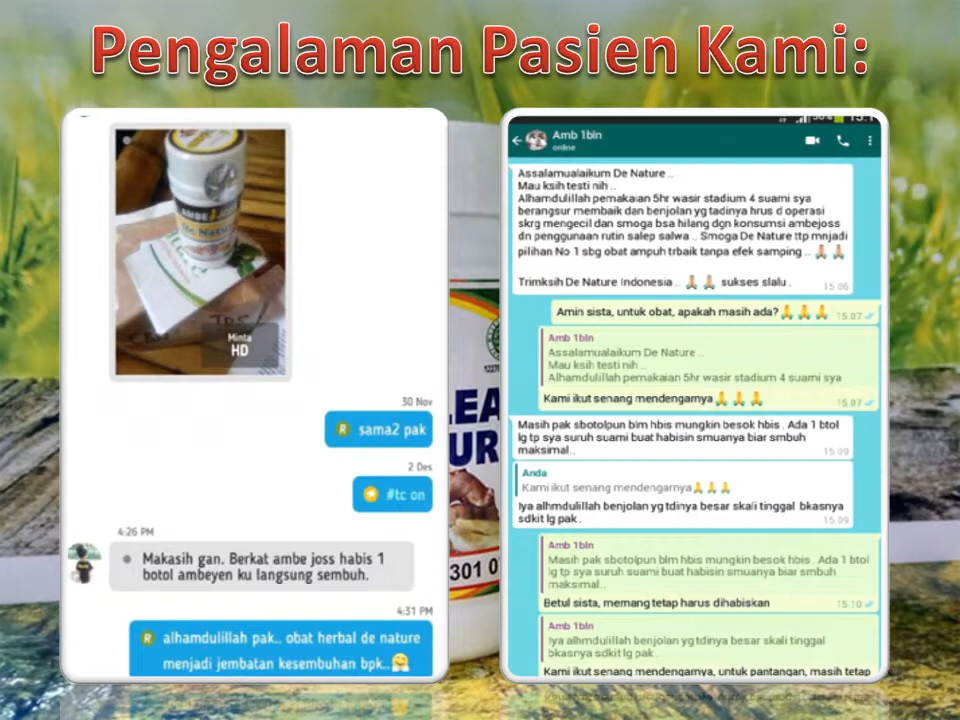 Pengalaman Pasien Kami:
AMBEJOSS
De Nature
Minta
HD
30 Nov
R sama2 pak
2 Des
#tc on
4:26 PM
Makasih gan. Berkat ambe joss habis 1
botol ambeyen ku langsung sembuh.
4:31 PM
R alhamdulillah pak.. obat herbal de nature
menjadi jembatan kesembuhan bpk..🤗
301 0
Amb 1bln
online
Assalamualaikum De Nature ..
Mau ksih testi nih ..
Alhamdulillah pemakaian 5hr wasir stadium 4 suami sya
berangsur membaik dan benjolan yg tadinya hrus d operasi
skrg mengecil dan smoga bsa hilang dgn konsumsi ambejoss
dn penggunaan rutin salep salwa .. Smoga De Nature ttp mnjadi
pilihan No 1 sbg obat ampuh trbaik tanpa efek samping .. 🙏🙏
Trimksih De Nature Indonesia .. 🙏🙏 sukses slalu .
15.06
Amin sista, untuk obat, apakah masih ada?🙏🙏🙏 15.07
Amb 1bln
Assalamualaikum De Nature ..
Mau ksih testi nih ..
Alhamdulillah pemakaian 5hr wasir stadium 4 suami sya
Kami ikut senang mendengarnya🙏🙏🙏 15.07
Masih pak sbotolpun blm hbis mungkin besok hbis . Ada 1 btol
lg tp sya suruh suami buat habisin smuanya biar smbuh
maksimal.. 15.09
Anda
Kami ikut senang mendengarnya🙏🙏🙏
Iya alhmdulillah benjolan yg tdinya besar skali tinggal bkasnya
sdkit lg pak . 15.09
Amb 1bln
Masih pak sbotolpun blm hbis mungkin besok hbis . Ada 1 btol
lg tp sya suruh suami buat habisin smuanya biar smbuh
maksimal..
Betul sista, memang tetap harus dihabiskan 15.10
Amb 1bln
Iya alhmdulillah benjolan yg tdinya besar skali tinggal
bkasnya sdkit lg pak .
Kami ikut senang mendengarnya, untuk pantangan, masih tetap